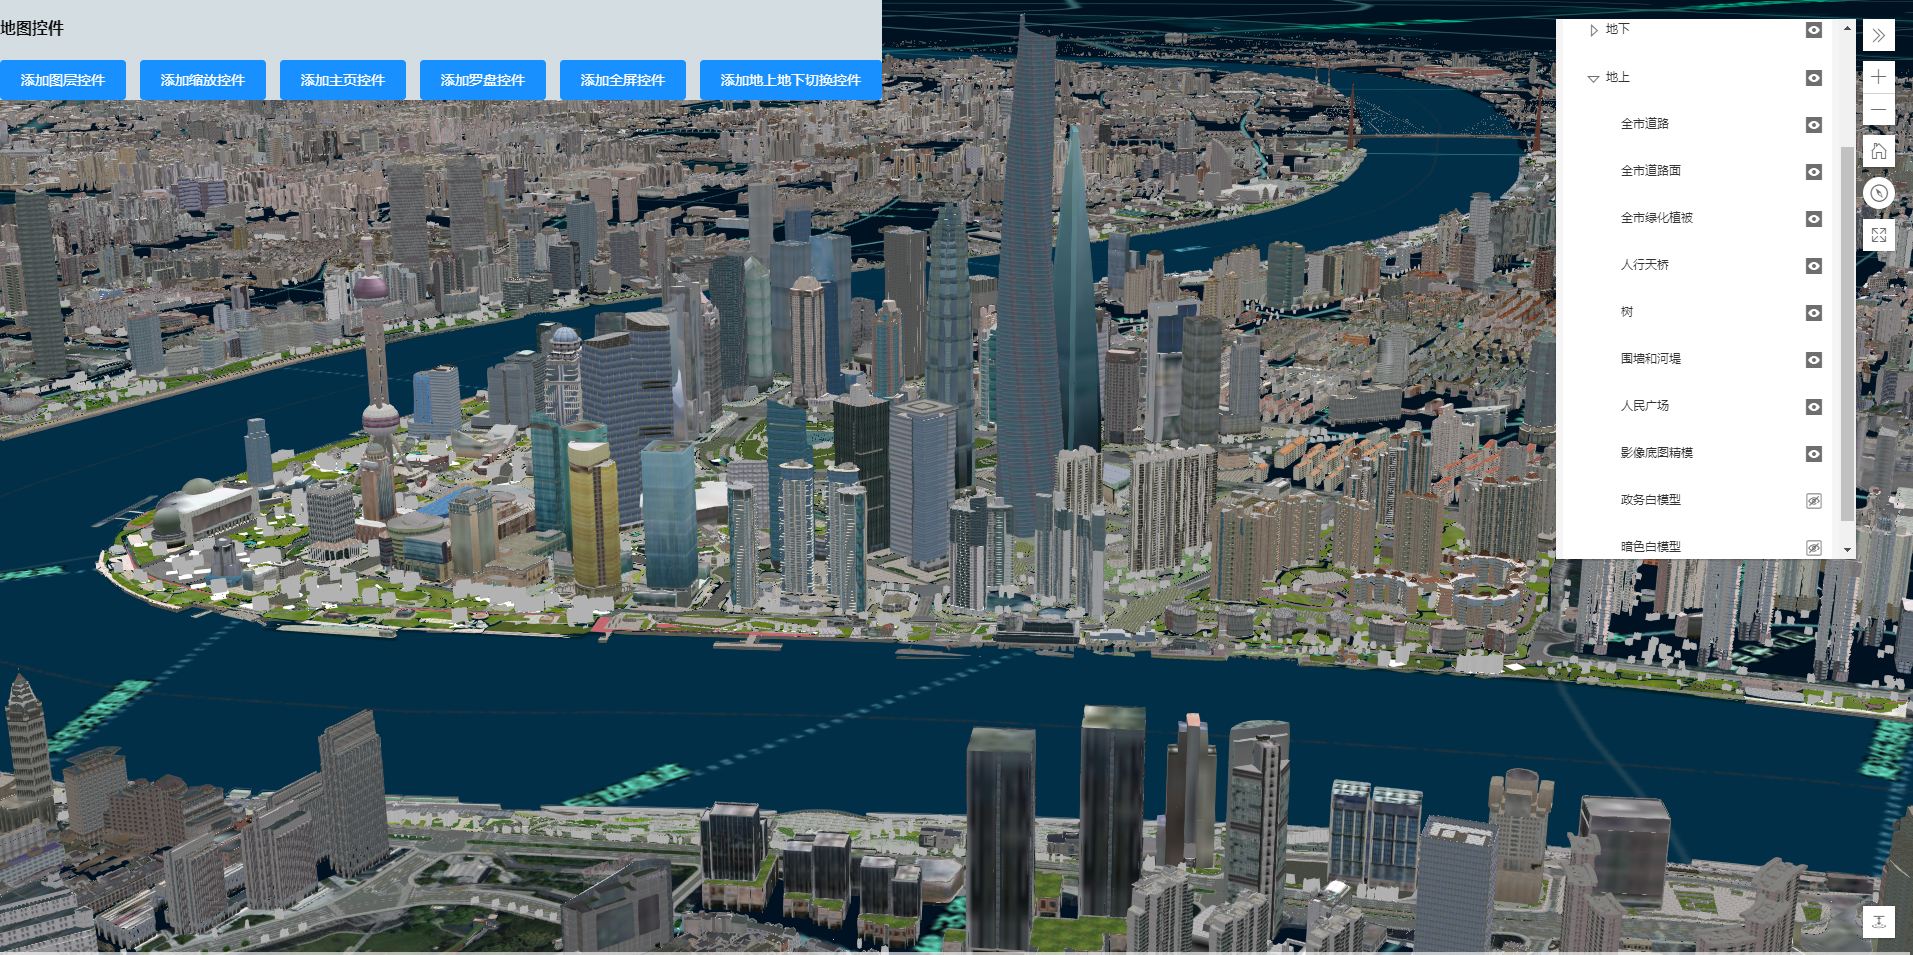 地图控件
添加图层控件
添加缩放控件
添加主页控件
添加罗盘控件
添加全屏控件
添加地上地下切换控件
地下
地上
全市道路
全市道路面
全市绿化植被
人行天桥
树
围墙和河堤
人民广场
影像底图精模
政务白模型
暗色白模型